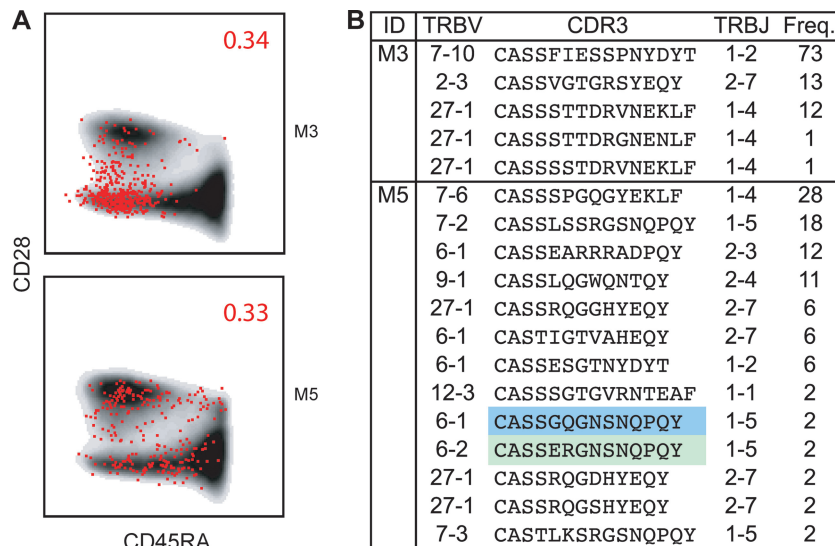 A
0.34
M3
CD28
0.33
M5
CD45RA
B
ID TRBV CDR3 TRBJ Freq.
M3 7-10 CASSFIESSPNYDYT 1-2 73
2-3 CASSVGTGRSYEQY 2-7 13
27-1 CASSSTTDRVNEKLF 1-4 12
27-1 CASSSTTDRGNENLF 1-4 1
27-1 CASSSSTDRVNEKLF 1-4 1
M5 7-6 CASSSPGQGYEKLF 1-4 28
7-2 CASSLSSRGSNQPQY 1-5 18
6-1 CASSEARRRADPQY 2-3 12
9-1 CASSLQGWQNTQY 2-4 11
27-1 CASSRQGGHYEQY 2-7 6
6-1 CASTIGTVAHEQY 2-7 6
6-1 CASSESGTNYDYT 1-2 6
12-3 CASSSGTGVRNTEAF 1-1 2
6-1 CASSGQGNSNQPQY 1-5 2
6-2 CASSERGNSNQPQY 1-5 2
27-1 CASSRQGDHYEQY 2-7 2
27-1 CASSRQGSHYEQY 2-7 2
7-3 CASTLKSRGSNQPQY 1-5 2